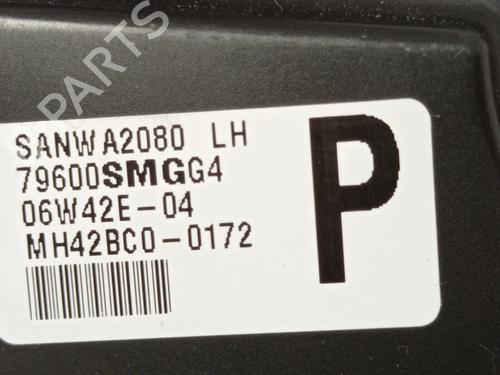 PARTS
SANWA2080 LH
79600SMGG4
06W42E-04
MH42BC0-0172
P